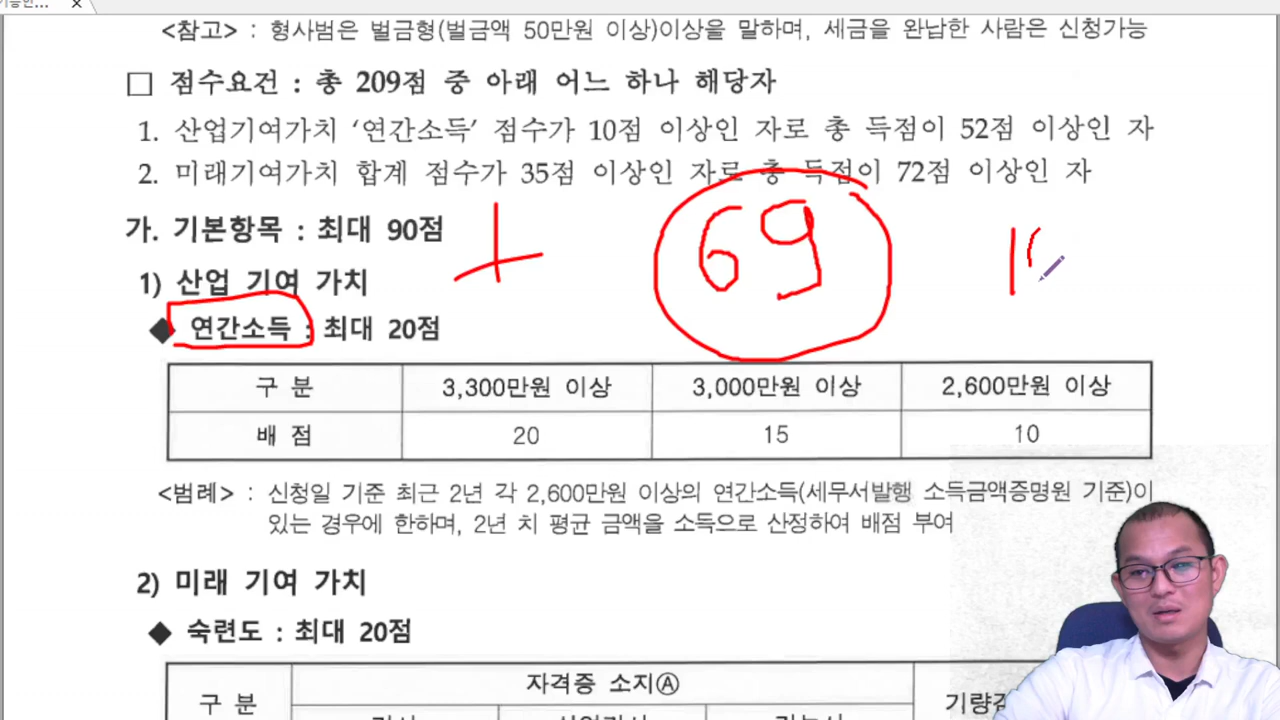 <참고> : 형사범은 벌금형(벌금액 50만원 이상)이상을 말하며, 세금을 완납한 사람은 신청가능
□ 점수요건 : 총 209점 중 아래 어느 하나 해당자
1. 산업기여가치 ‘연간소득’ 점수가 10점 이상인 자로 총 득점이 52점 이상인 자
2. 미래기여가치 합계 점수가 35점 이상인 자로 총 득점이 72점 이상인 자
가. 기본항목 : 최대 90점
69
1) 산업 기여 가치
◆ 연간소득 : 최대 20점
구 분 3,300만원 이상 3,000만원 이상 2,600만원 이상
배 점 20 15 10
<범례> : 신청일 기준 최근 2년 각 2,600만원 이상의 연간소득(세무서발행 소득금액증명원 기준)이
있는 경우에 한하며, 2년 치 평균 금액을 소득으로 산정하여 배점 부여
2) 미래 기여 가치
◆ 숙련도 : 최대 20점
구 분 자격증 소지Ⓐ